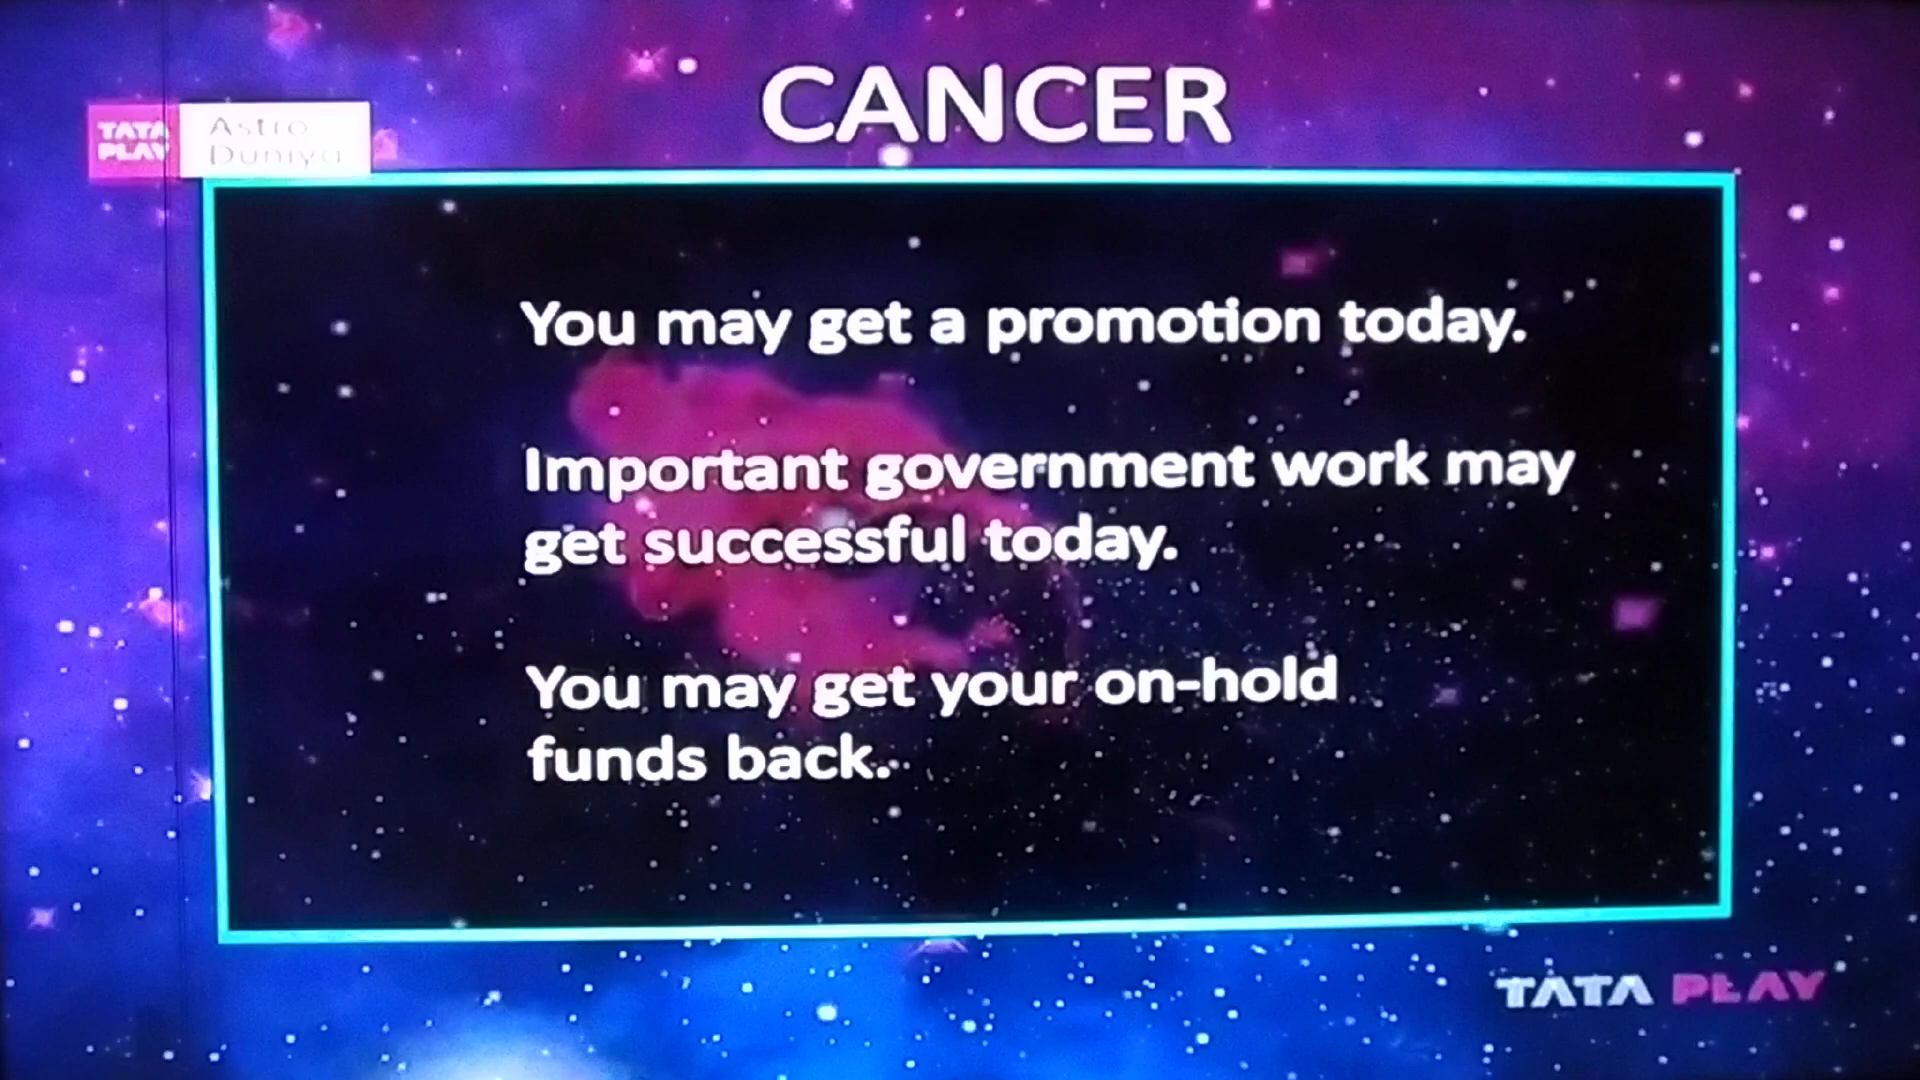 CANCER
TATA
PLAY
Astro
Duniya
You may get a promotion today.
Important government work may
get successful today.
You may get your on-hold
funds back.
TATA PLAY